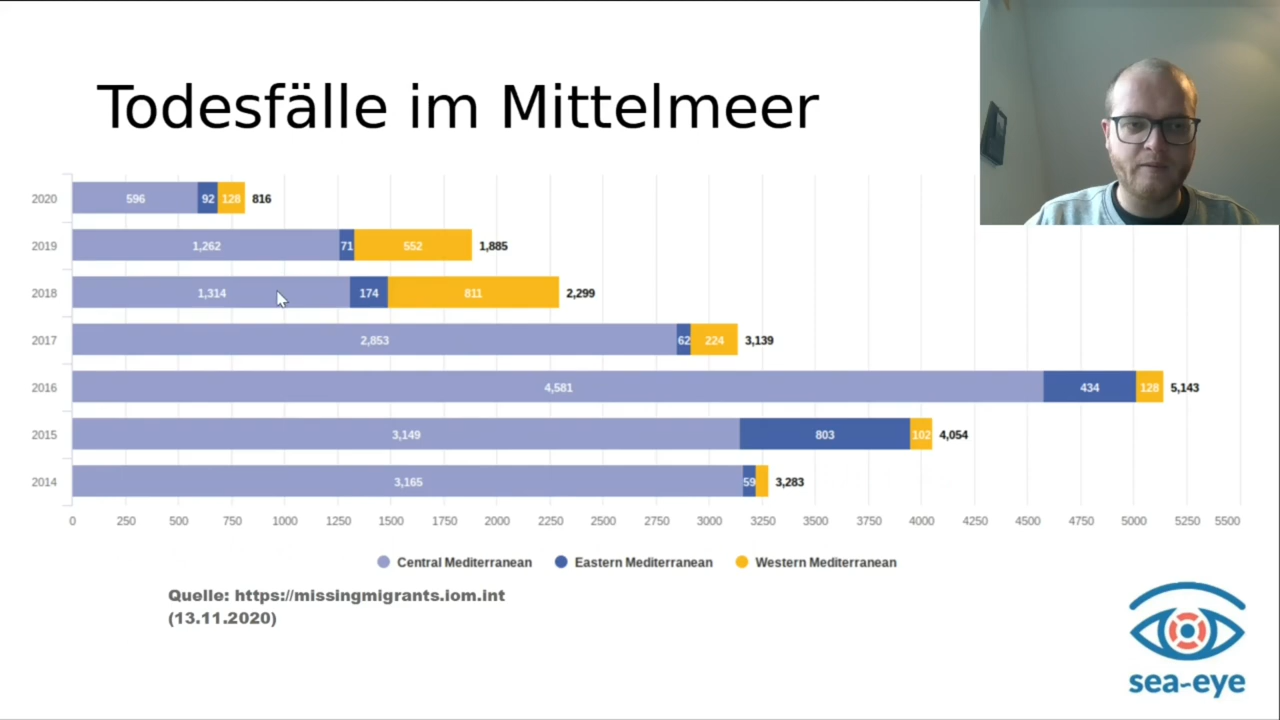 Todesfälle im Mittelmeer
2020 596 92 128 816
2019 1,262 71 552 1,885
2018 1,314 174 811 2,299
2017 2,853 62 224 3,139
2016 4,581 434 128 5,143
2015 3,149 803 102 4,054
2014 3,165 59 3,283
0 250 500 750 1000 1250 1500 1750 2000 2250 2500 2750 3000 3250 3500 3750 4000 4250 4500 4750 5000 5250 5500
Central Mediterranean Eastern Mediterranean Western Mediterranean
Quelle: https://missingmigrants.iom.int
(13.11.2020)
sea-eye